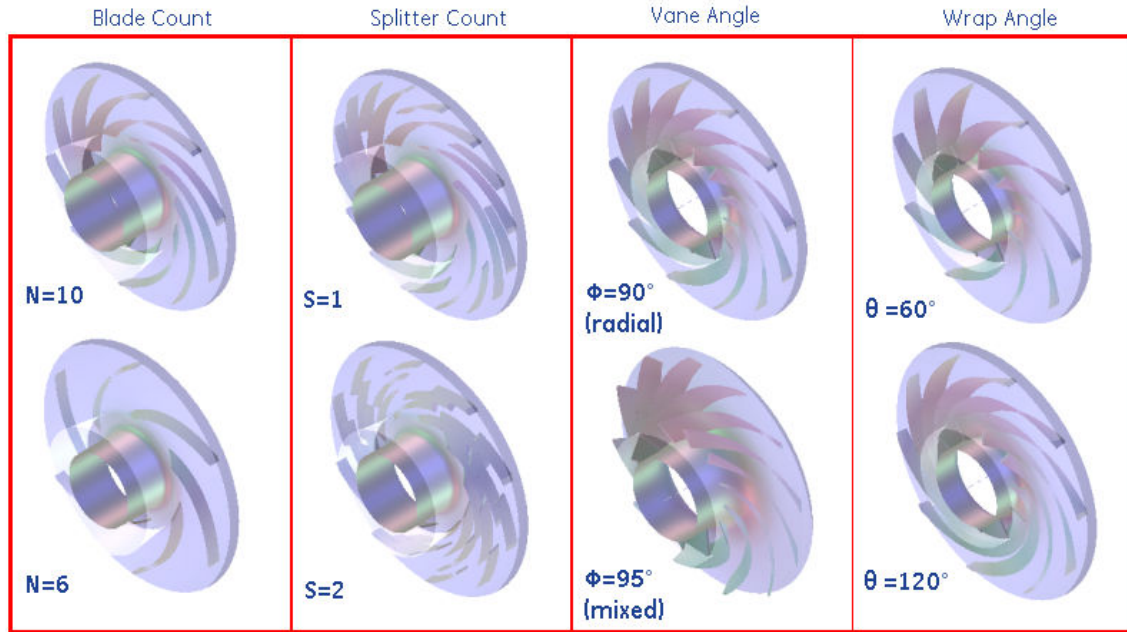 Blade Count
Splitter Count
Vane Angle
Wrap Angle
N=10
S=1
Φ=90°
(radial)
θ =60°
N=6
S=2
Φ=95°
(mixed)
θ =120°